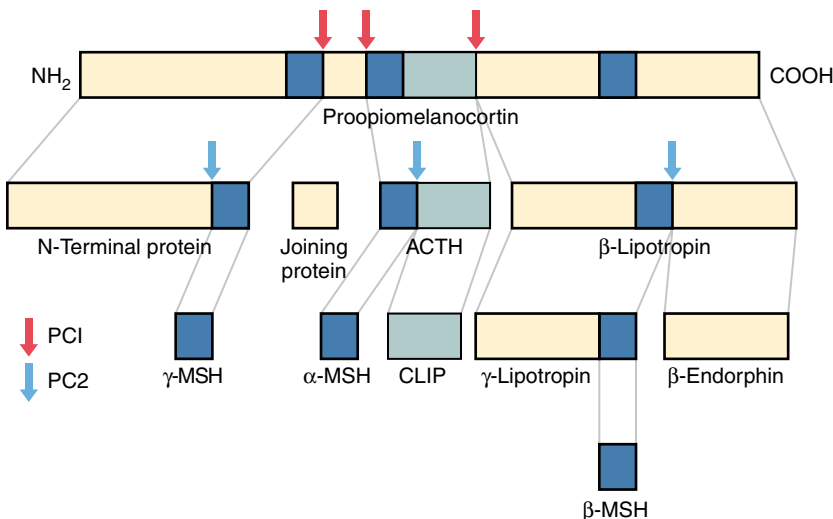 NH2
COOH
Proopiomelanocortin
N-Terminal protein
Joining
protein
ACTH
β-Lipotropin
PCI
PC2
γ-MSH
α-MSH
CLIP
γ-Lipotropin
β-Endorphin
β-MSH